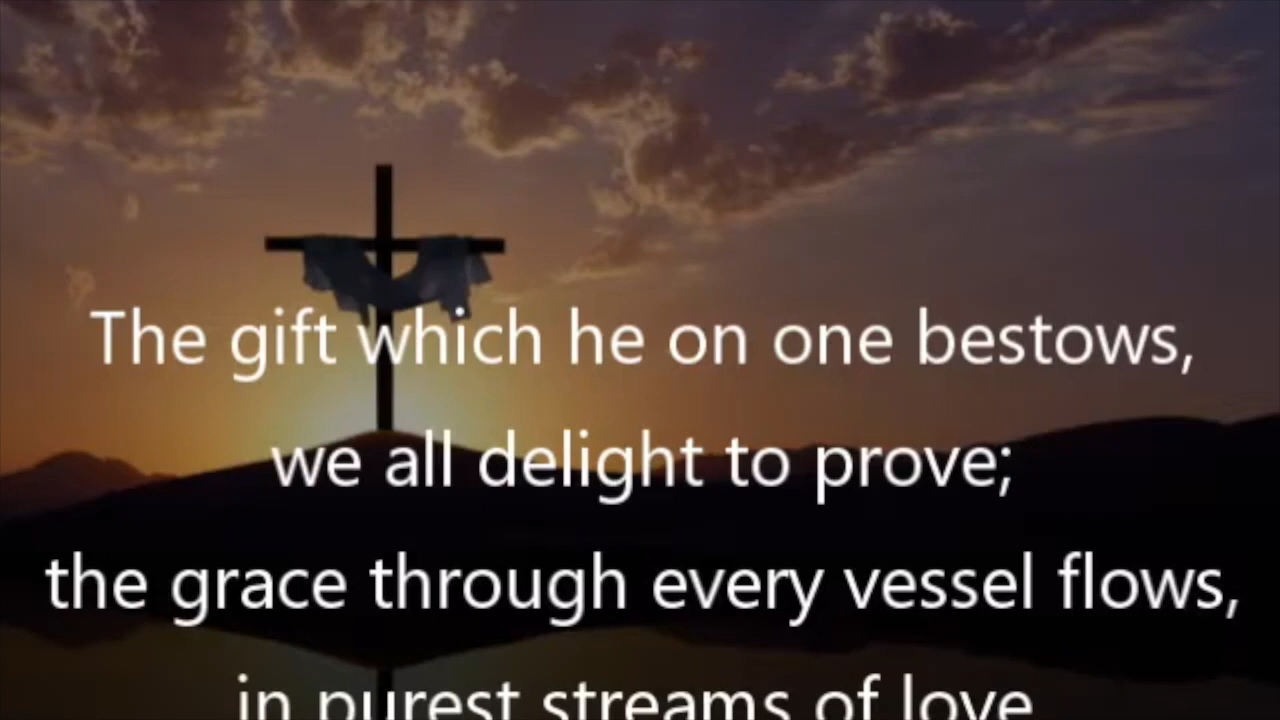 The gift which he on one bestows,
we all delight to prove;
the grace through every vessel flows,
in purest streams of love